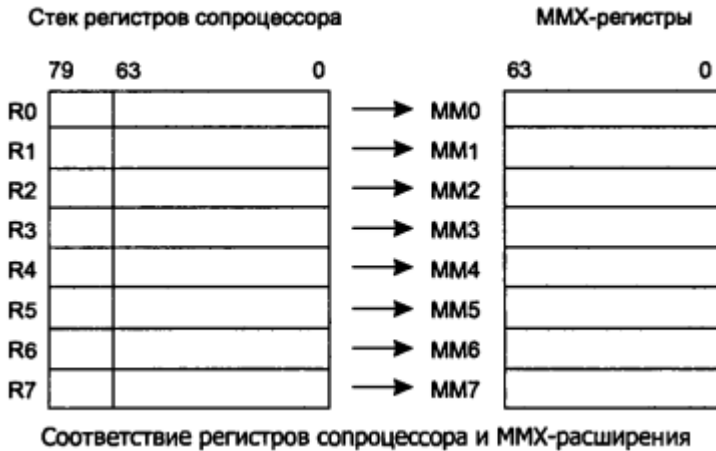 Стек регистров сопроцессора
MMX-регистры
79 63 0
63 0
R0 MM0
R1 MM1
R2 MM2
R3 MM3
R4 MM4
R5 MM5
R6 MM6
R7 MM7
Соответствие регистров сопроцессора и MMX-расширения